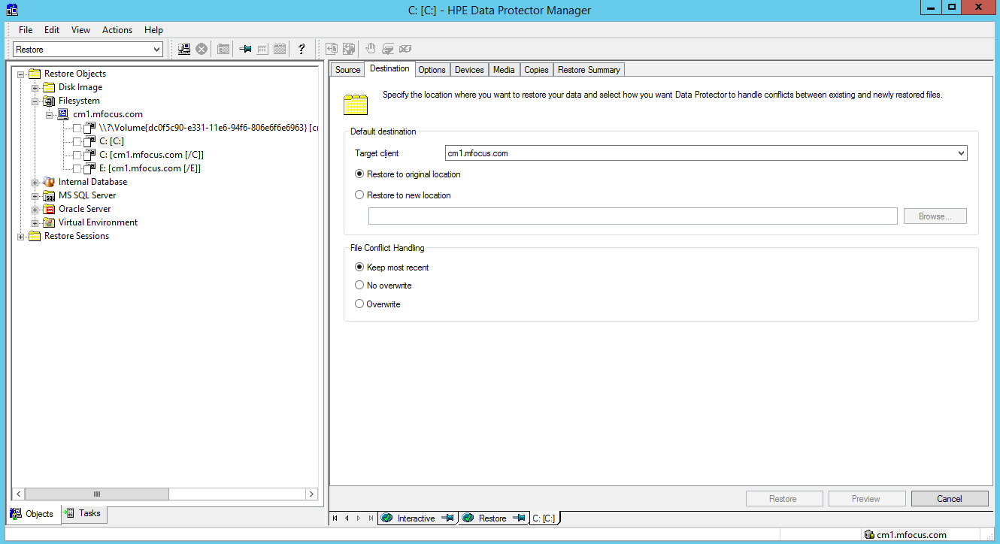 C: [C:] - HPE Data Protector Manager
File Edit View Actions Help
Restore
?
Restore Objects
Disk Image
Filesystem
cm1.mfocus.com
\\?\Volume{dc0f5c90-e331-11e6-94f6-806e6f6e6963} [cm
C: [C:]
C: [cm1.mfocus.com [/C]]
E: [cm1.mfocus.com [/E]]
Internal Database
MS SQL Server
Oracle Server
Virtual Environment
Restore Sessions
Objects Tasks
Source Destination Options Devices Media Copies Restore Summary
Specify the location where you want to restore your data and select how you want Data Protector to handle conflicts between existing and newly restored files.
Default destination
Target client cm1.mfocus.com
Restore to original location
Restore to new location
Browse...
File Conflict Handling
Keep most recent
No overwrite
Overwrite
Restore Preview Cancel
Interactive Restore C: [C:]
cm1.mfocus.com